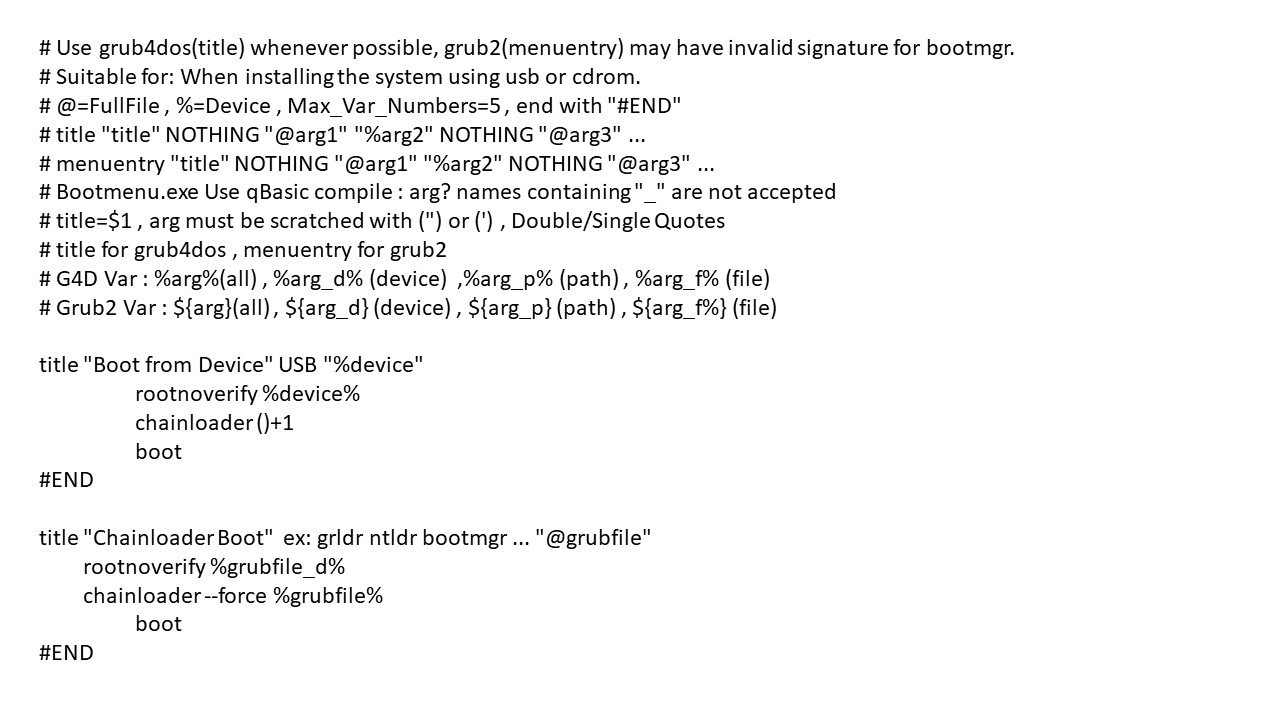 # Use grub4dos(title) whenever possible, grub2(menuentry) may have invalid signature for bootmgr.
# Suitable for: When installing the system using usb or cdrom.
# @=FullFile , %=Device , Max_Var_Numbers=5 , end with "#END"
# title "title" NOTHING "@arg1" "%arg2" NOTHING "@arg3" ...
# menuentry "title" NOTHING "@arg1" "%arg2" NOTHING "@arg3" ...
# Bootmenu.exe Use qBasic compile : arg? names containing "_" are not accepted
# title=$1 , arg must be scratched with (") or (') , Double/Single Quotes
# title for grub4dos , menuentry for grub2
# G4D Var : %arg%(all) , %arg_d% (device)  ,%arg_p% (path) , %arg_f% (file)
# Grub2 Var : ${arg}(all) , ${arg_d} (device) , ${arg_p} (path) , ${arg_f%} (file)

title "Boot from Device" USB "%device"
rootnoverify %device%
chainloader ()+1
boot
#END

title "Chainloader Boot"  ex: grldr ntldr bootmgr ... "@grubfile"
rootnoverify %grubfile_d%
chainloader --force %grubfile%
boot
#END